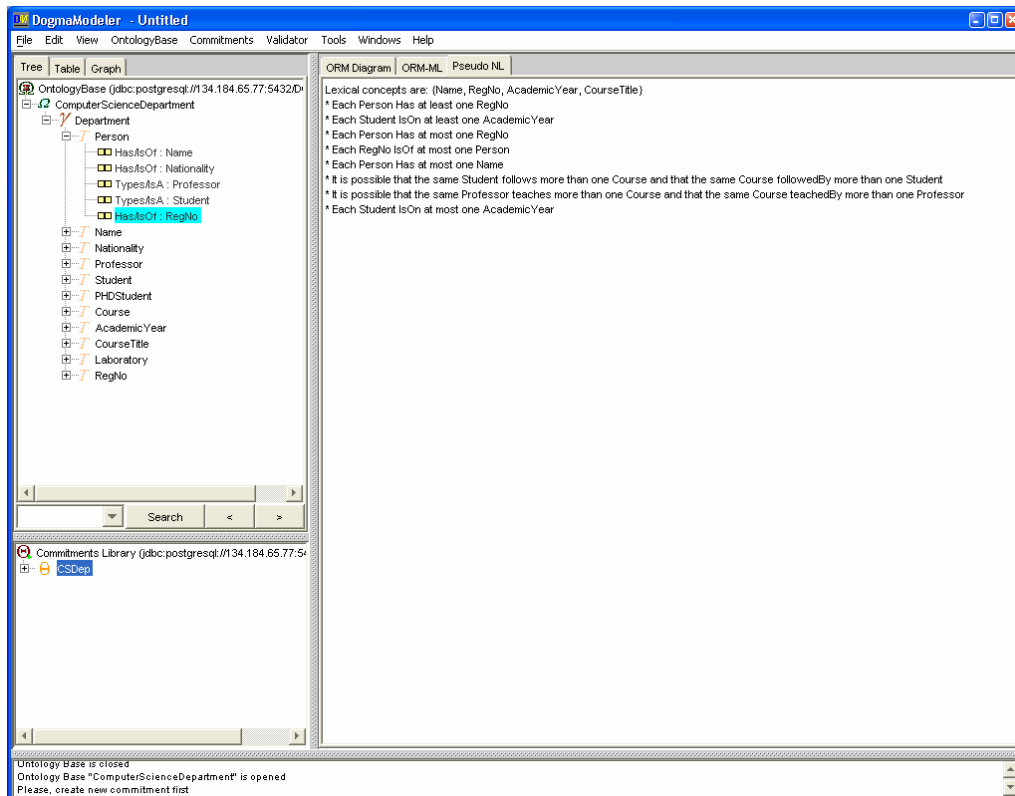 DogmaModeler - Untitled
File Edit View OntologyBase Commitments Validator Tools Windows Help
Tree Table Graph
OntologyBase (jdbc:postgresql://134.184.65.77:5432/D
ComputerScienceDepartment
Department
Person
Has/IsOf : Name
Has/IsOf : Nationality
Types/IsA : Professor
Types/IsA : Student
Has/IsOf : RegNo
Name
Nationality
Professor
Student
PHDStudent
Course
AcademicYear
CourseTitle
Laboratory
RegNo
Search < >
Commitments Library (jdbc:postgresql://134.184.65.77:54
CSDep
ORM Diagram ORM-ML Pseudo NL
Lexical concepts are: {Name, RegNo, AcademicYear, CourseTitle}
* Each Person Has at least one RegNo
* Each Student IsOn at least one AcademicYear
* Each Person Has at most one RegNo
* Each RegNo IsOf at most one Person
* Each Person Has at most one Name
* It is possible that the same Student follows more than one Course and that the same Course followedBy more than one Student
* It is possible that the same Professor teaches more than one Course and that the same Course teachedBy more than one Professor
* Each Student IsOn at most one AcademicYear
Ontology Base is closed
Ontology Base "ComputerScienceDepartment" is opened
Please, create new commitment first